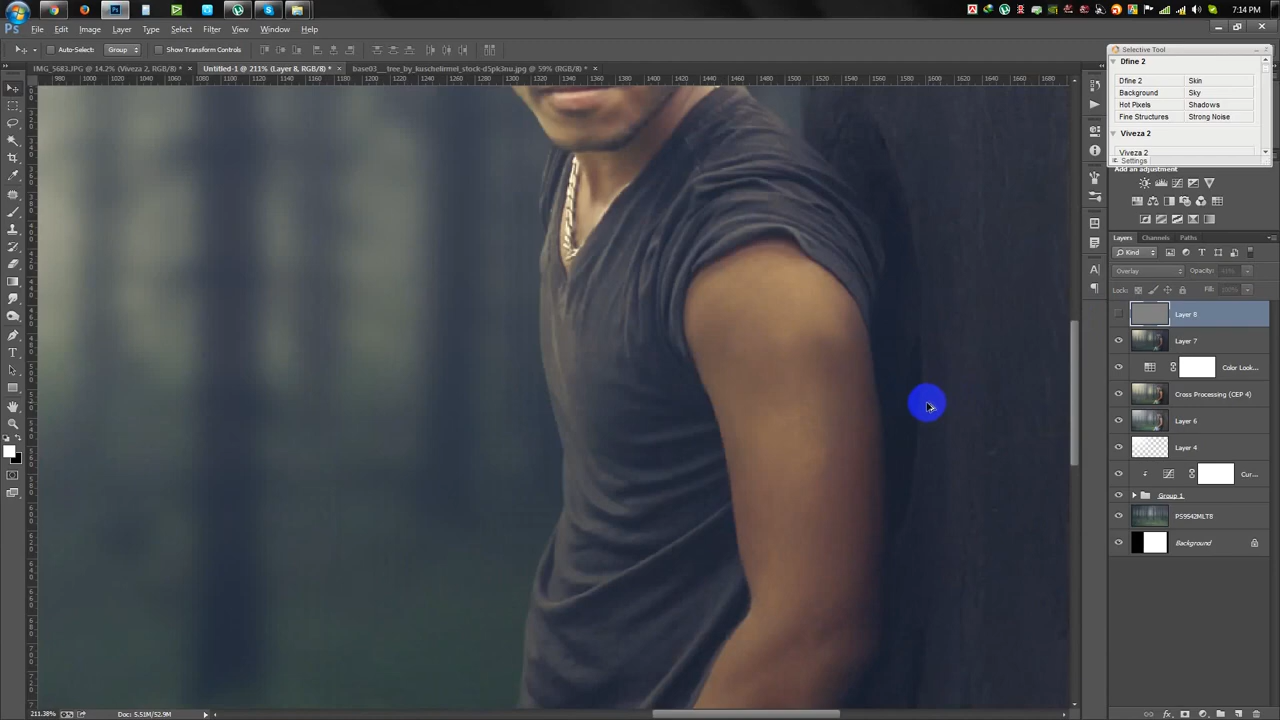 7:14 PM
PS File Edit Image Layer Type Select Filter View Window Help
Auto-Select: Group Show Transform Controls
IMG_5683.JPG @ 14.2% (Viveza 2, RGB/8) * × Untitled-1 @ 211% (Layer 8, RGB/8) * × base03__tree_by_kuschelirmel_stock-d5pk3nu.jpg @ 59% (YMCK/8) * ×
Selective Tool
Dfine 2
Dfine 2 Skin
Background Sky
Hot Pixels Shadows
Fine Structures Strong Noise
Viveza 2
Viveza 2
Settings
Add an adjustment
Layers Channels Paths
Kind
Overlay Opacity:
Lock: Fill: 100%
Layer 8
Layer 7
Color Look...
Cross Processing (CEP 4)
Layer 6
Layer 4
Cur...
Group 1
PS9542MLTB
Background
211.38% Doc: 5.51M/52.9M